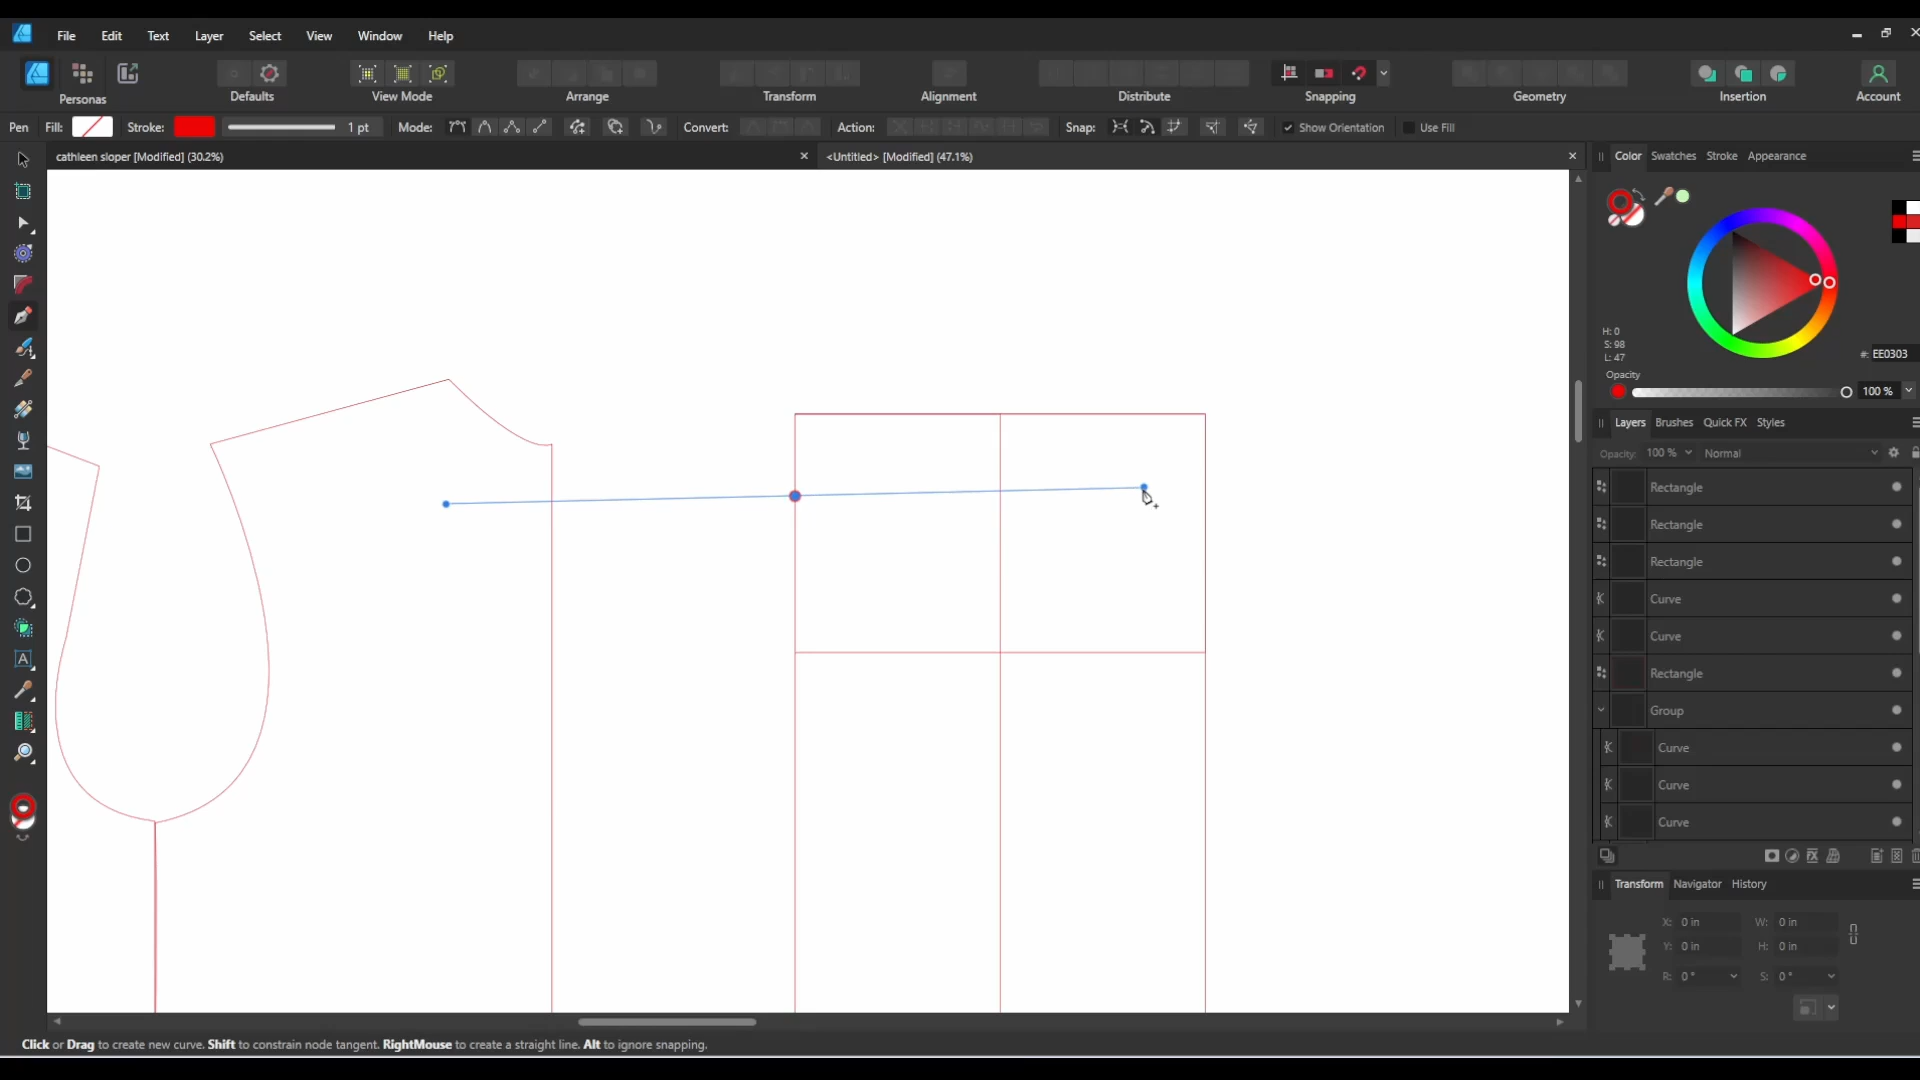 File Edit Text Layer Select View Window Help
Personas Defaults View Mode Arrange Transform Alignment Distribute Snapping Geometry Insertion Account
Pen Fill: Stroke: 1 pt Mode: Convert: Action: Snap: Show Orientation Use Fill
cathleen sloper [Modified] (30.2%)
<Untitled> [Modified] (47.1%)
Color Swatches Stroke Appearance
H: 0
S: 98
L: 47
#: EE0303
Opacity
100 %
Layers Brushes Quick FX Styles
Opacity: 100 % Normal
Rectangle
Rectangle
Rectangle
Curve
Curve
Rectangle
Group
Curve
Curve
Curve
Transform Navigator History
X: 0 in W: 0 in
Y: 0 in H: 0 in
R: 0 ° S: 0 °
Click or Drag to create new curve. Shift to constrain node tangent. RightMouse to create a straight line. Alt to ignore snapping.